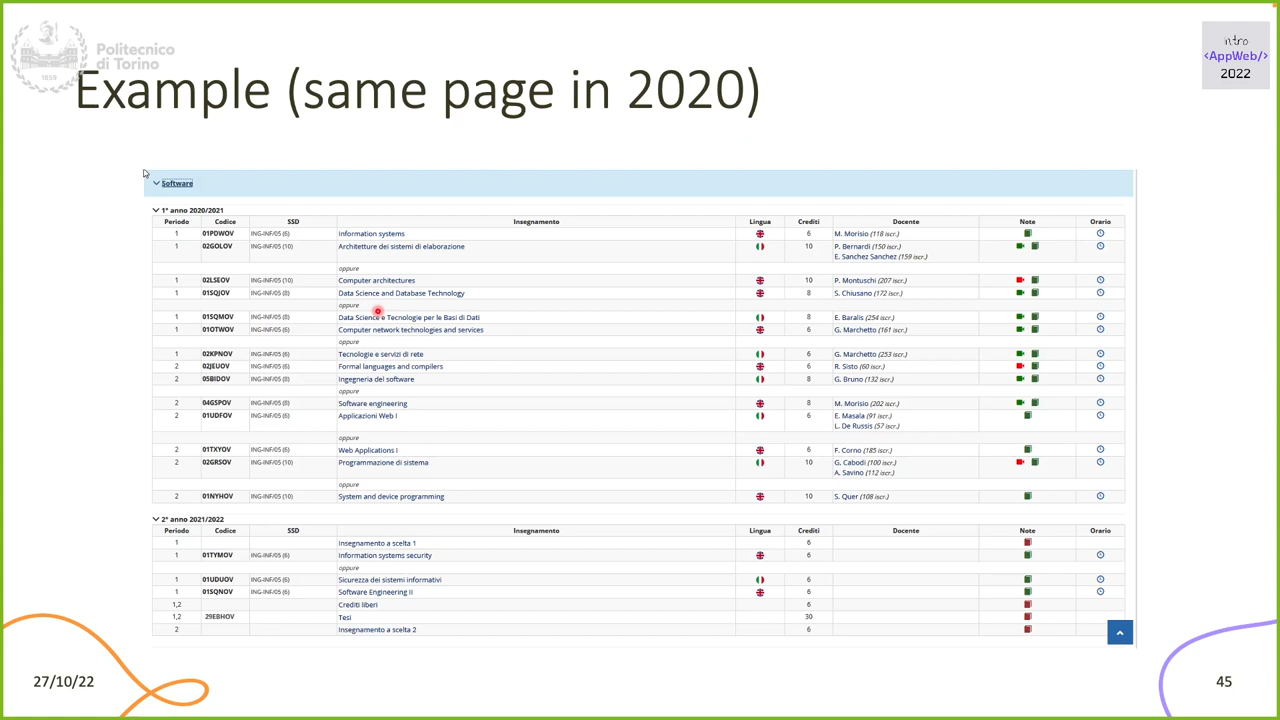 Politecnico
di Torino
1859
intro
<AppWeb/>
2022
Example (same page in 2020)
Software
1° anno 2020/2021
Periodo Codice SSD Insegnamento Lingua Crediti Docente Note Orario
1 01PDWOV ING-INF/05 (6) Information systems 6 M. Morisio (118 iscr.)
1 02GOLOV ING-INF/05 (10) Architetture dei sistemi di elaborazione 10 P. Bernardi (150 iscr.)
E. Sanchez Sanchez (159 iscr.)
oppure
1 02LSEOV ING-INF/05 (10) Computer architectures 10 P. Montuschi (207 iscr.)
1 01SQJOV ING-INF/05 (8) Data Science and Database Technology 8 S. Chiusano (172 iscr.)
oppure
1 01SQMOV ING-INF/05 (8) Data Science e Tecnologie per le Basi di Dati 8 E. Baralis (254 iscr.)
1 01OTWOV ING-INF/05 (6) Computer network technologies and services 6 G. Marchetto (161 iscr.)
oppure
1 02KPNOV ING-INF/05 (6) Tecnologie e servizi di rete 6 G. Marchetto (253 iscr.)
2 02JEUOV ING-INF/05 (6) Formal languages and compilers 6 R. Sisto (60 iscr.)
2 05BIDOV ING-INF/05 (8) Ingegneria del software 8 G. Bruno (132 iscr.)
oppure
2 04GSPOV ING-INF/05 (8) Software engineering 8 M. Morisio (202 iscr.)
2 01UDFOV ING-INF/05 (6) Applicazioni Web I 6 E. Masala (91 iscr.)
L. De Russis (57 iscr.)
oppure
2 01TXYOV ING-INF/05 (6) Web Applications I 6 F. Corno (185 iscr.)
2 02GRSOV ING-INF/05 (10) Programmazione di sistema 10 G. Cabodi (100 iscr.)
A. Savino (112 iscr.)
oppure
2 01NYHOV ING-INF/05 (10) System and device programming 10 S. Quer (108 iscr.)
2° anno 2021/2022
Periodo Codice SSD Insegnamento Lingua Crediti Docente Note Orario
1 Insegnamento a scelta 1 6
1 01TYMOV ING-INF/05 (6) Information systems security 6
oppure
1 01UDUOV ING-INF/05 (6) Sicurezza dei sistemi informativi 6
1 01SQNOV ING-INF/05 (6) Software Engineering II 6
1,2 Crediti liberi 6
1,2 29EBHOV Tesi 30
2 Insegnamento a scelta 2 6
27/10/22
45